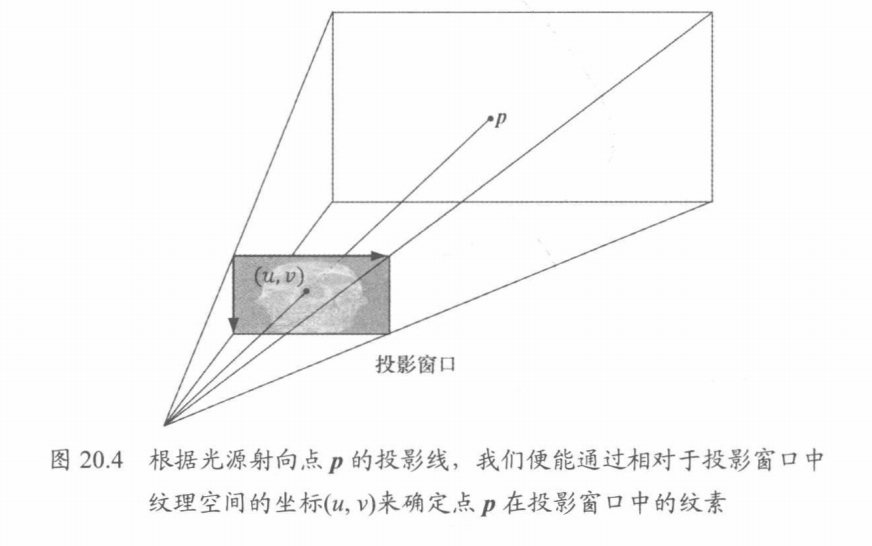 p
(u, v)
投影窗口
图 20.4 根据光源射向点 p 的投影线，我们便能通过相对于投影窗口中
纹理空间的坐标(u, v)来确定点 p 在投影窗口中的纹素